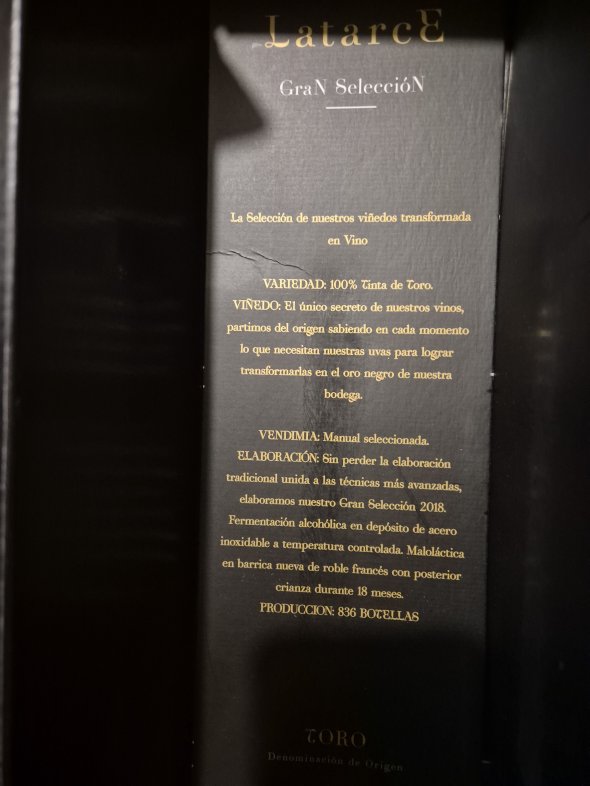 LatarcE
GraN SeleccióN
La Selección de nuestros viñedos transformada
en Vino
VARIEDAD: 100% Tinta de Toro.
VIÑEDO: El único secreto de nuestros vinos,
partimos del origen sabiendo en cada momento
lo que necesitan nuestras uvas para lograr
transformarlas en el oro negro de nuestra
bodega.
VENDIMIA: Manual seleccionada.
ELABORACIÓN: Sin perder la elaboración
tradicional unida a las técnicas más avanzadas,
elaboramos nuestro Gran Selección 2018.
Fermentación alcohólica en depósito de acero
inoxidable a temperatura controlada. Maloláctica
en barrica nueva de roble francés con posterior
crianza durante 18 meses.
PRODUCCION: 836 BOTELLAS
TORO
Denominación de Origen